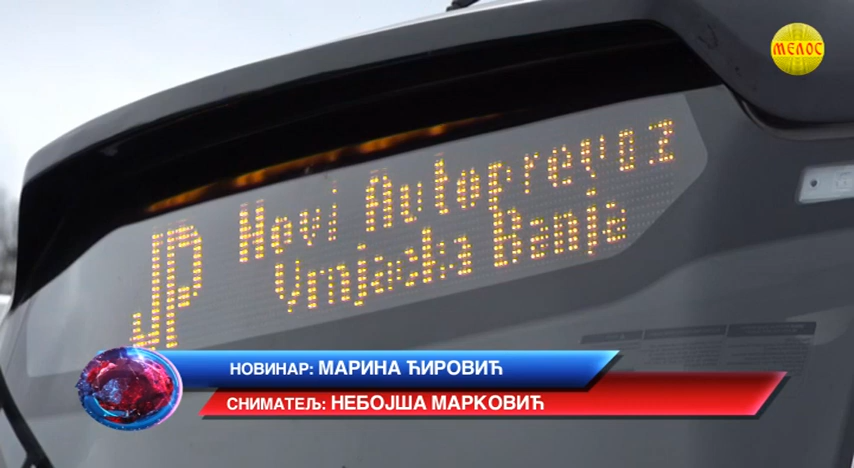 МЕЛОС
JP Novi Autoprevoz
Vrnjacka Banja
НОВИНАР: МАРИНА ЋИРОВИЋ
СНИМАТЕЉ: НЕБОЈША МАРКОВИЋ